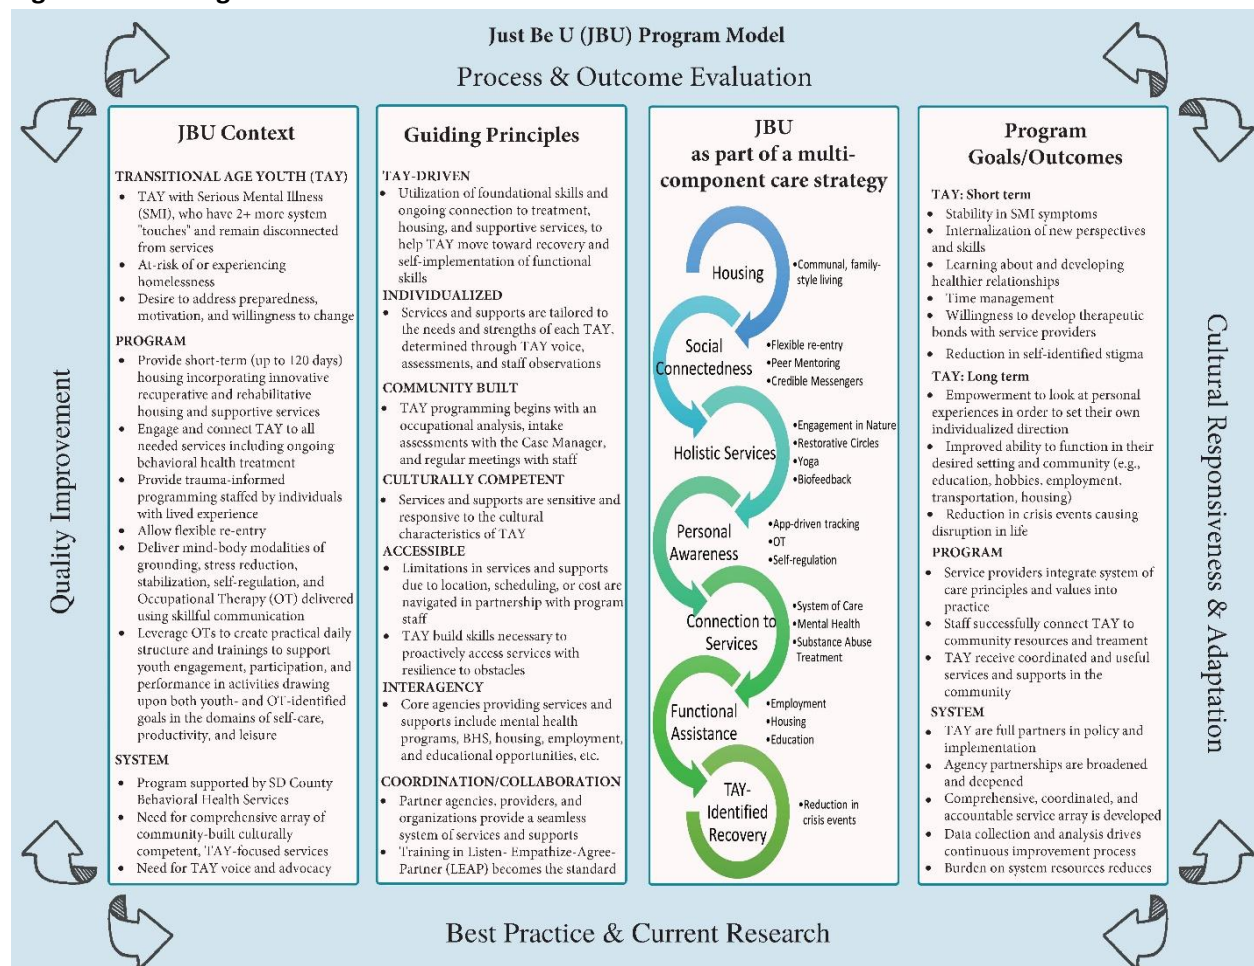 Just Be U (JBU) Program Model
Process & Outcome Evaluation
Quality Improvement
JBU Context
TRANSITIONAL AGE YOUTH (TAY)
• TAY with Serious Mental Illness
(SMI), who have 2+ more system
"touches" and remain disconnected
from services
• At-risk of or experiencing
homelessness
• Desire to address preparedness,
motivation, and willingness to change
PROGRAM
• Provide short-term (up to 120 days)
housing incorporating innovative
recuperative and rehabilitative
housing and supportive services
• Engage and connect TAY to all
needed services including ongoing
behavioral health treatment
• Provide trauma-informed
programming staffed by individuals
with lived experience
• Allow flexible re-entry
• Deliver mind-body modalities of
grounding, stress reduction,
stabilization, self-regulation, and
Occupational Therapy (OT) delivered
using skillful communication
• Leverage OTs to create practical daily
structure and trainings to support
youth engagement, participation, and
performance in activities drawing
upon both youth- and OT-identified
goals in the domains of self-care,
productivity, and leisure
SYSTEM
• Program supported by SD County
Behavioral Health Services
• Need for comprehensive array of
community-built culturally
competent, TAY-focused services
• Need for TAY voice and advocacy
Guiding Principles
TAY-DRIVEN
• Utilization of foundational skills and
ongoing connection to treatment,
housing, and supportive services, to
help TAY move toward recovery and
self-implementation of functional
skills
INDIVIDUALIZED
• Services and supports are tailored to
the needs and strengths of each TAY.
determined through TAY voice,
assessments, and staff observations
COMMUNITY BUILT
• TAY programming begins with an
occupational analysis, intake
assessments with the Case Manager,
and regular meetings with staff
CULTURALLY COMPETENT
• Services and supports are sensitive and
responsive to the cultural
characteristics of TAY
ACCESSIBLE
• Limitations in services and supports
due to location, scheduling, or cost are
navigated in partnership with program
staff
• TAY build skills necessary to
proactively access services with
resilience to obstacles
INTERAGENCY
• Core agencies providing services and
supports include mental health
programs, BHS, housing, employment,
and educational opportunities, etc.
COORDINATION/COLLABORATION
• Partner agencies, providers, and
organizations provide a seamless
system of services and supports
• Training in Listen- Empathize-Agree-
Partner (LEAP) becomes the standard
JBU
as part of a multi-
component care strategy
Housing
•Communal, family-
style living
Social
Connectedness
•Flexible re-entry
•Peer Mentoring
•Credible Messengers
Holistic Services
•Engagement in Nature
•Restorative Circles
•Yoga
•Biofeedback
Personal
Awareness
•App-driven tracking
•OT
•Self-regulation
Connection to
Services
•System of Care
•Mental Health
•Substance Abuse
Treatment
Functional
Assistance
•Employment
•Housing
•Education
TAY-
Identified
Recovery
•Reduction in
crisis events
Program
Goals/Outcomes
TAY: Short term
• Stability in SMI symptoms
• Internalization of new perspectives
and skills
• Learning about and developing
healthier relationships
• Time management
• Willingness to develop therapeutic
bonds with service providers
• Reduction in self-identified stigma
TAY: Long term
• Empowerment to look at personal
experiences in order to set their own
individualized direction
• Improved ability to function in their
desired setting and community (e.g.,
education, hobbies, employment,
transportation, housing)
• Reduction in crisis events causing
disruption in life
PROGRAM
• Service providers integrate system of
care principles and values into
practice
• Staff successfully connect TAY to
community resources and treament
• TAY receive coordinated and useful
services and supports in the
community
SYSTEM
• TAY are full partners in policy and
implementation
• Agency partnerships are broadened
and deepened
• Comprehensive, coordinated, and
accountable service array is developed
• Data collection and analysis drives
continuous improvement process
• Burden on system resources reduces
Cultural Responsiveness & Adaptation
Best Practice & Current Research